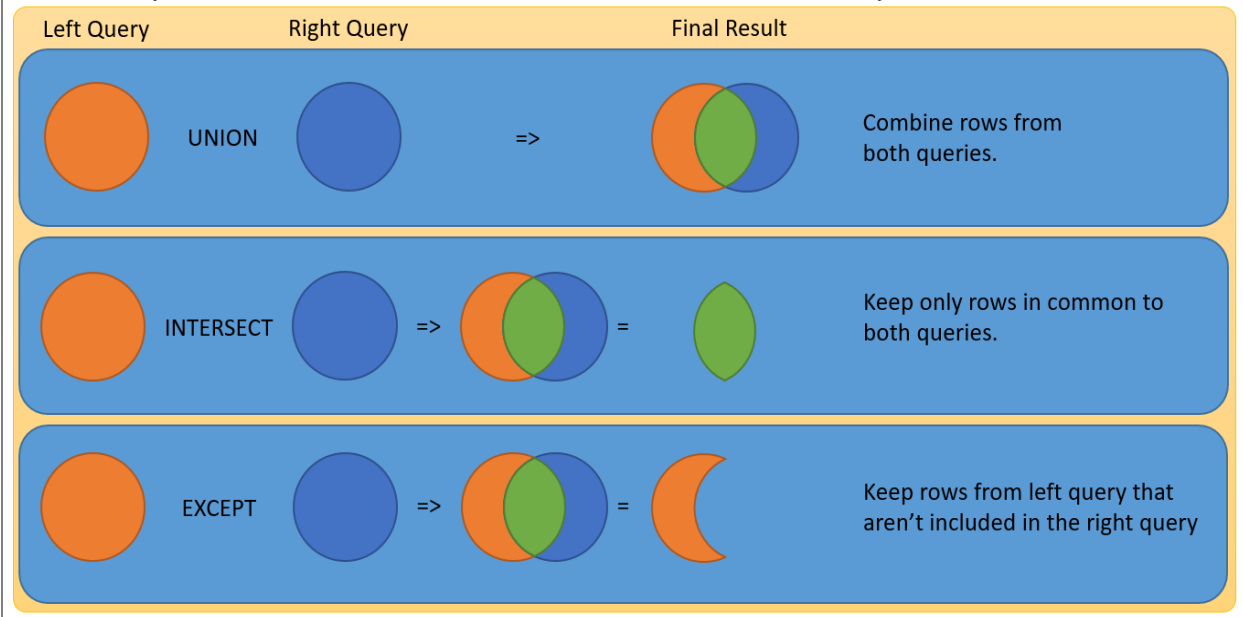 Left Query Right Query Final Result
UNION => Combine rows from
both queries.
INTERSECT => = Keep only rows in common to
both queries.
EXCEPT => = Keep rows from left query that
aren't included in the right query